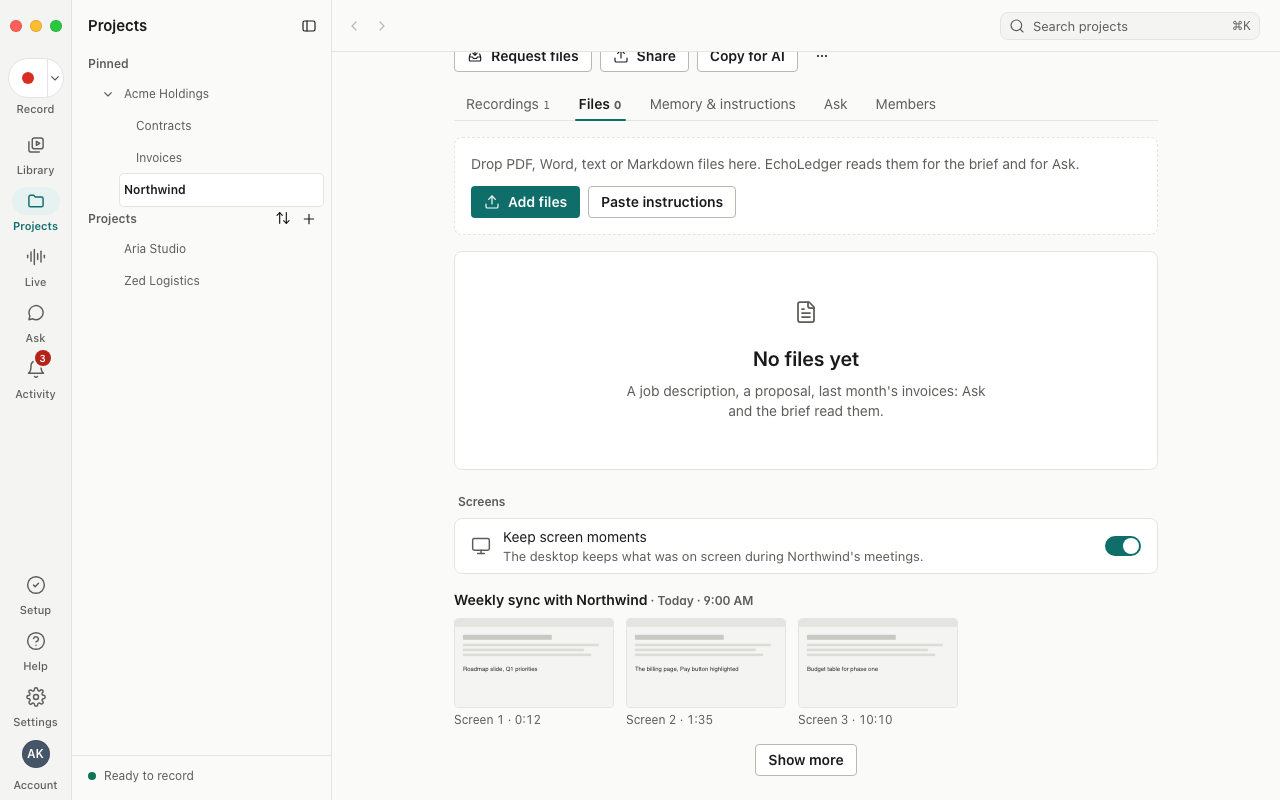 Projects
Search projects
⌘K
Record
Library
Projects
Live
Ask
3
Activity
Setup
Help
Settings
AK
Account
Pinned
Acme Holdings
Contracts
Invoices
Northwind
Projects
Aria Studio
Zed Logistics
Ready to record
Request files
Share
Copy for AI
...
Recordings 1
Files 0
Memory & instructions
Ask
Members
Drop PDF, Word, text or Markdown files here. EchoLedger reads them for the brief and for Ask.
Add files
Paste instructions
No files yet
A job description, a proposal, last month's invoices: Ask
and the brief read them.
Screens
Keep screen moments
The desktop keeps what was on screen during Northwind's meetings.
Weekly sync with Northwind · Today · 9:00 AM
Roadmap slide, Q1 priorities
The billing page, Pay button highlighted
Budget table for phase one
Screen 1 · 0:12
Screen 2 · 1:35
Screen 3 · 10:10
Show more